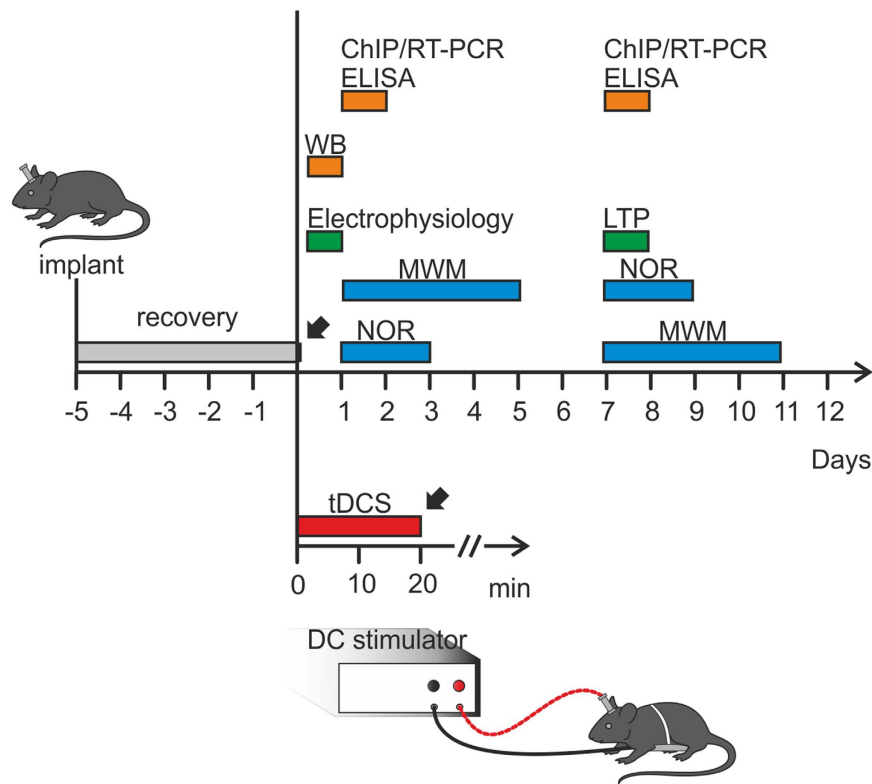 ChIP/RT-PCR
ELISA
ChIP/RT-PCR
ELISA
WB
Electrophysiology
LTP
implant
MWM
NOR
recovery
NOR
MWM
-5 -4 -3 -2 -1 1 2 3 4 5 6 7 8 9 10 11 12
Days
tDCS
0 10 20 min
DC stimulator